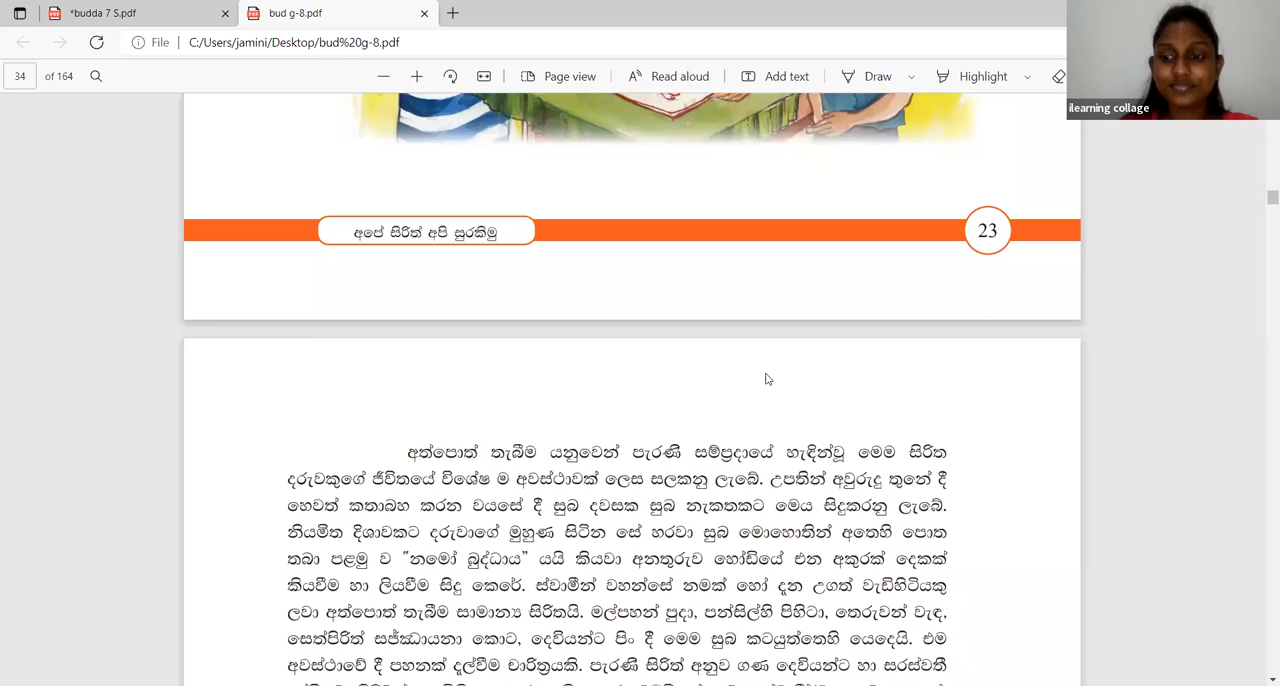 *budda 7 S.pdf
bud g-8.pdf
File
C:/Users/jamini/Desktop/bud%20g-8.pdf
34 of 164
Page view
Read aloud
Add text
Draw
Highlight
ilearning collage
අපේ සිරිත් අපි සුරකිමු
23
අත්පොත් තැබීම යනුවෙන් පැරණි සම්ප්‍රදායේ හැඳින්වූ මෙම සිරිත
දරුවකුගේ ජීවිතයේ විශේෂ ම අවස්ථාවක් ලෙස සලකනු ලැබේ. උපතින් අවුරුදු තුනේ දී
හෙවත් කතාබහ කරන වයසේ දී සුබ දවසක සුබ නැකතකට මෙය සිදුකරනු ලැබේ.
නියමිත දිශාවකට දරුවාගේ මුහුණ සිටින සේ හරවා සුබ මොහොතින් අතෙහි පොත
තබා පළමු ව "නමෝ බුද්ධාය" යයි කියවා අනතුරුව හෝඩියේ එන අකුරක් දෙකක්
කියවීම හා ලියවීම සිදු කෙරේ. ස්වාමීන් වහන්සේ නමක් හෝ දැන උගත් වැඩිහිටියකු
ලවා අත්පොත් තැබීම සාමාන්‍ය සිරිතයි. මල්පහන් පුදා, පන්සිල්හි පිහිටා, තෙරුවන් වැඳ,
සෙත්පිරිත් සජ්ඣායනා කොට, දෙවියන්ට පිං දී මෙම සුබ කටයුත්තෙහි යෙදෙයි. එම
අවස්ථාවේ දී පහනක් දැල්වීම චාරිත්‍රයකි. පැරණි සිරිත් අනුව ගණ දෙවියන්ට හා සරස්වතී